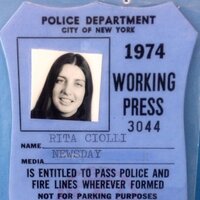 POLICE DEPARTMENT
CITY OF NEW YORK
1974
WORKING
PRESS
3044
RITA CIOLLI
NAME
NEWSDAY
MEDIA
IS ENTITLED TO PASS POLICE AND
FIRE LINES WHEREVER FORMED
NOT FOR PARKING PURPOSES